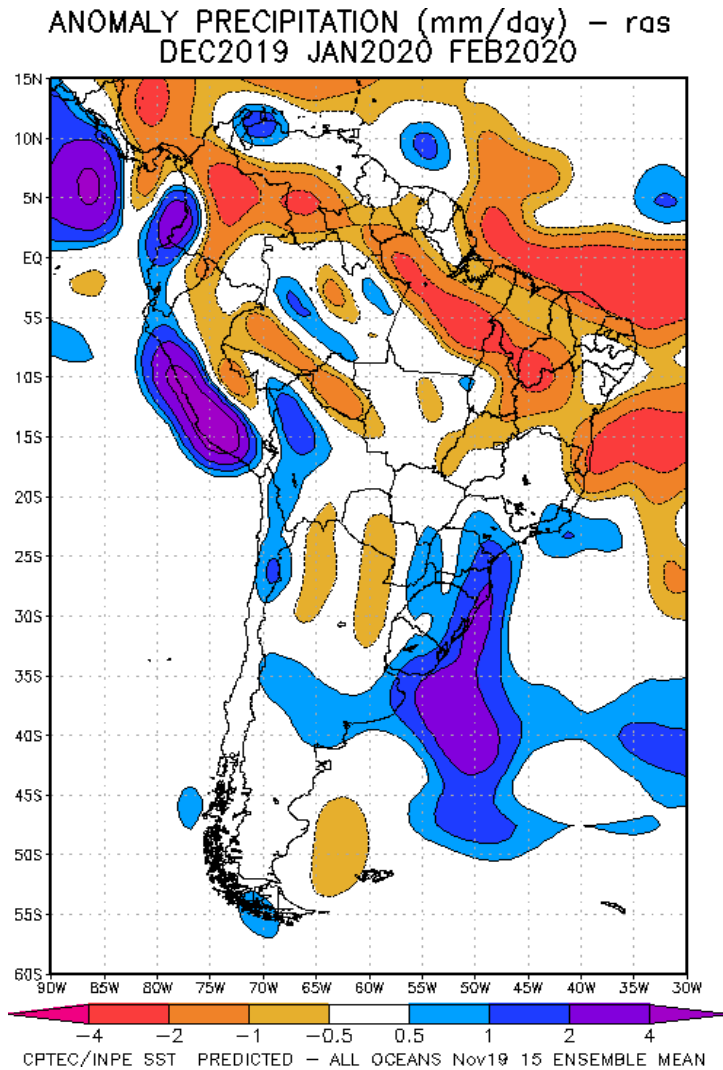 ANOMALY PRECIPITATION (mm/day) – ras
DEC2019 JAN2020 FEB2020
15N
10N
5N
EQ
5S
10S
15S
20S
25S
30S
35S
40S
45S
50S
55S
60S
90W 85W 80W 75W 70W 65W 60W 55W 50W 45W 40W 35W 30W
−4 −2 −1 −0.5 0.5 1 2 4
CPTEC/INPE SST PREDICTED – ALL OCEANS Nov19 15 ENSEMBLE MEAN